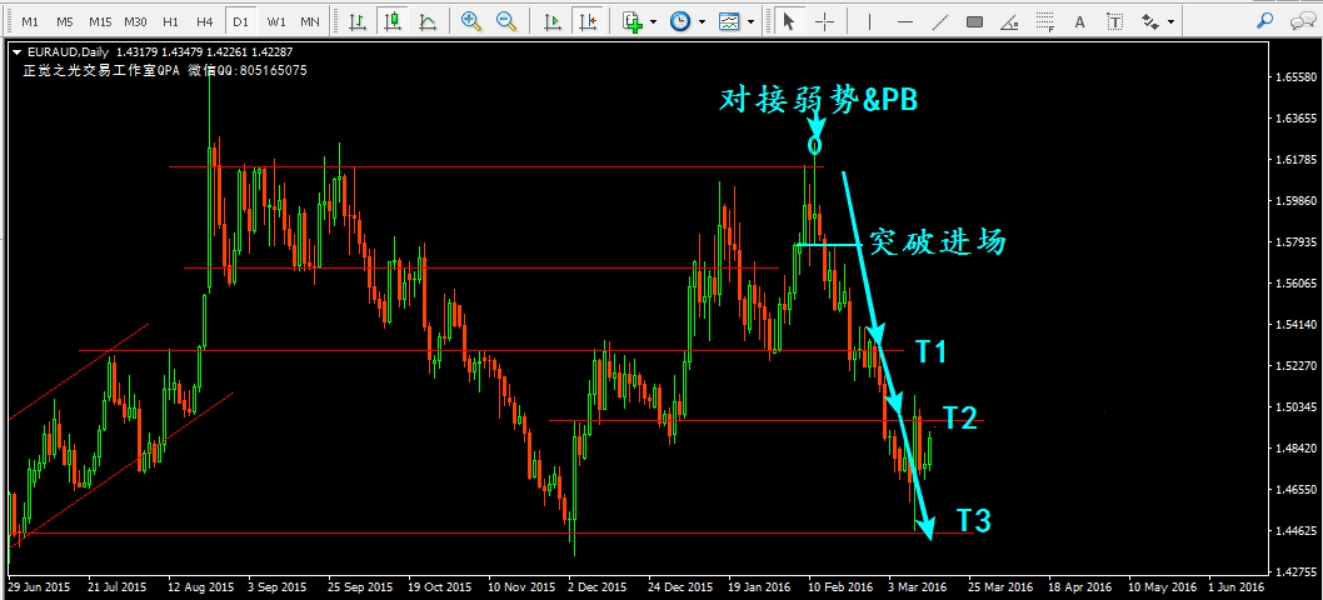 M1 M5 M15 M30 H1 H4 D1 W1 MN A T
EURAUD,Daily 1.43179 1.43479 1.42261 1.42287
正觉之光交易工作室QPA 微信QQ:805165075
对接弱势&PB
突破进场
T1
T2
T3
1.65580
1.63655
1.61785
1.59860
1.57935
1.56065
1.54140
1.52270
1.50345
1.48420
1.46550
1.44625
1.42755
29 Jun 2015 21 Jul 2015 12 Aug 2015 3 Sep 2015 25 Sep 2015 19 Oct 2015 10 Nov 2015 2 Dec 2015 24 Dec 2015 19 Jan 2016 10 Feb 2016 3 Mar 2016 25 Mar 2016 18 Apr 2016 10 May 2016 1 Jun 2016